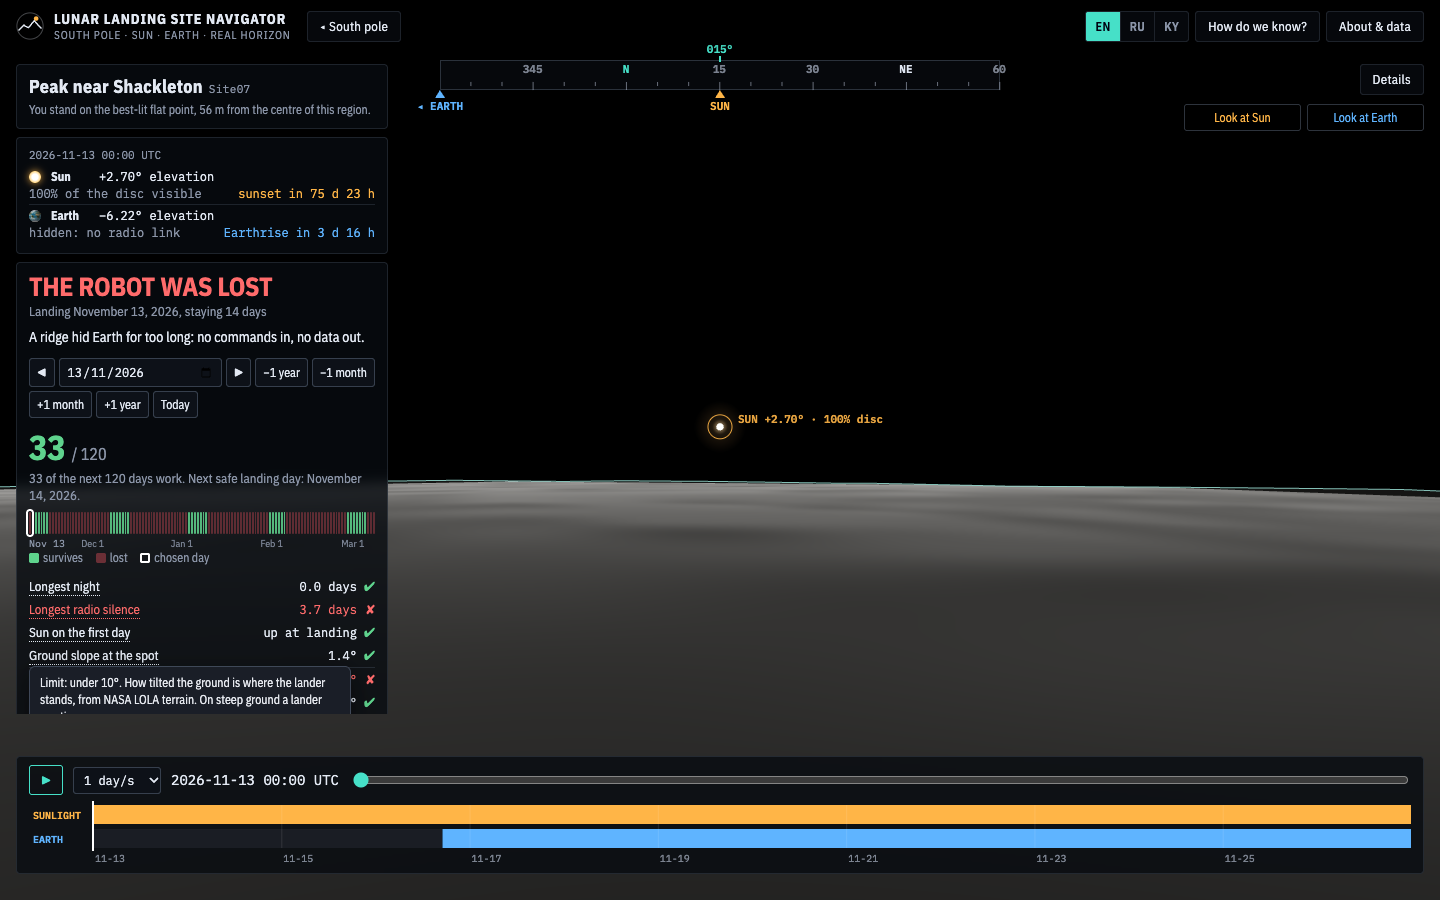 LUNAR LANDING SITE NAVIGATOR
SOUTH POLE · SUN · EARTH · REAL HORIZON
◂ South pole
EN RU KY
How do we know?
About & data
015°
345 N 15 30 NE 60
◂ EARTH
SUN
Details
Look at Sun
Look at Earth
Peak near Shackleton Site07
You stand on the best-lit flat point, 56 m from the centre of this region.
2026-11-13 00:00 UTC
Sun +2.70° elevation
100% of the disc visible sunset in 75 d 23 h
Earth −6.22° elevation
hidden: no radio link Earthrise in 3 d 16 h
THE ROBOT WAS LOST
Landing November 13, 2026, staying 14 days
A ridge hid Earth for too long: no commands in, no data out.
◀ 13/11/2026 ▶ −1 year −1 month
+1 month +1 year Today
33 / 120
33 of the next 120 days work. Next safe landing day: November
14, 2026.
Nov 13 Dec 1 Jan 1 Feb 1 Mar 1
survives lost chosen day
Longest night 0.0 days ✔
Longest radio silence 3.7 days ✘
Sun on the first day up at landing ✔
Ground slope at the spot 1.4° ✔
° ✘
° ✔
Limit: under 10°. How tilted the ground is where the lander
stands, from NASA LOLA terrain. On steep ground a lander
SUN +2.70° · 100% disc
▶ 1 day/s 2026-11-13 00:00 UTC
SUNLIGHT
EARTH
11-13 11-15 11-17 11-19 11-21 11-23 11-25